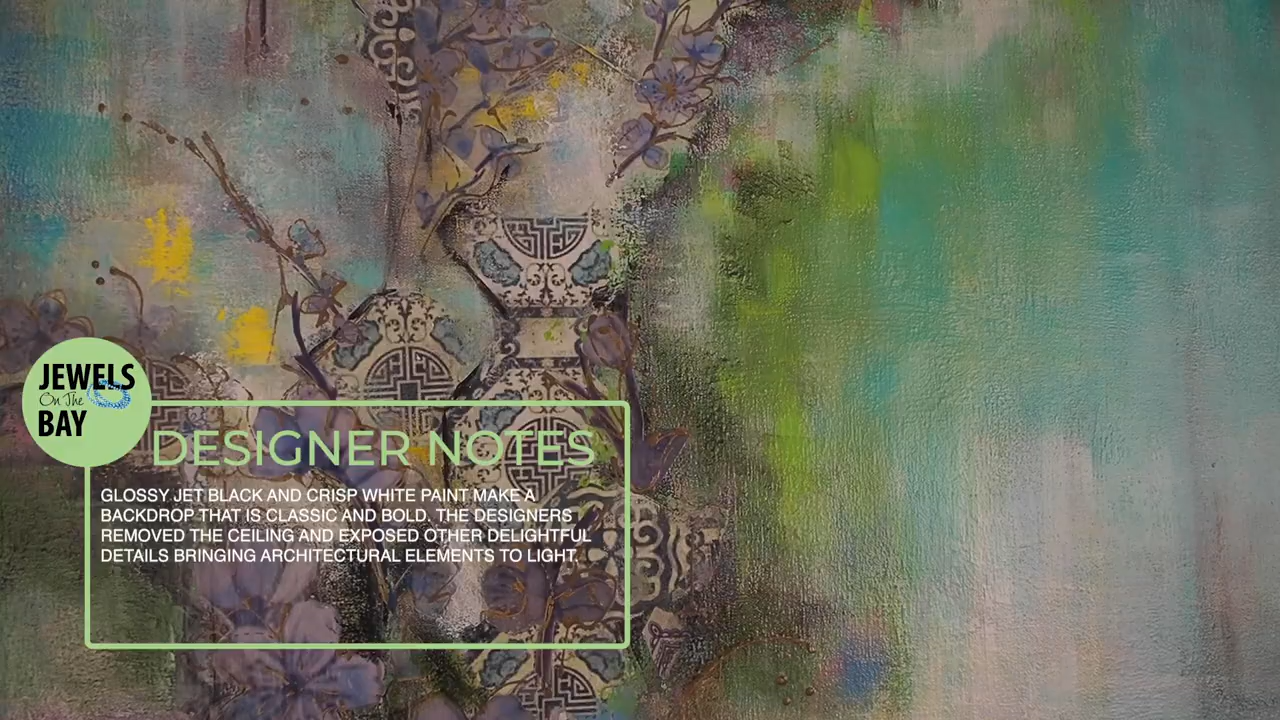 JEWELS
On The
BAY
DESIGNER NOTES
GLOSSY JET BLACK AND CRISP WHITE PAINT MAKE A
BACKDROP THAT IS CLASSIC AND BOLD. THE DESIGNERS
REMOVED THE CEILING AND EXPOSED OTHER DELIGHTFUL
DETAILS BRINGING ARCHITECTURAL ELEMENTS TO LIGHT.